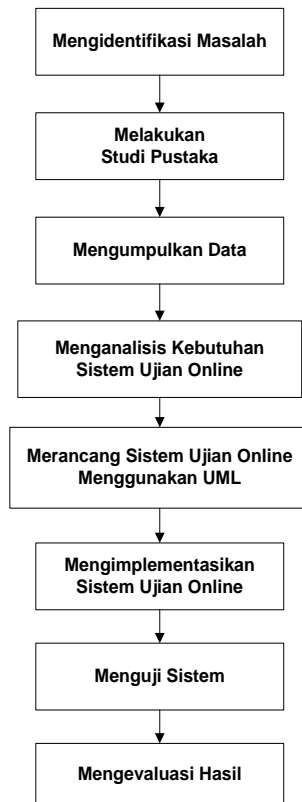 Mengidentifikasi Masalah
Melakukan
Studi Pustaka
Mengumpulkan Data
Menganalisis Kebutuhan
Sistem Ujian Online
Merancang Sistem Ujian Online
Menggunakan UML
Mengimplementasikan
Sistem Ujian Online
Menguji Sistem
Mengevaluasi Hasil